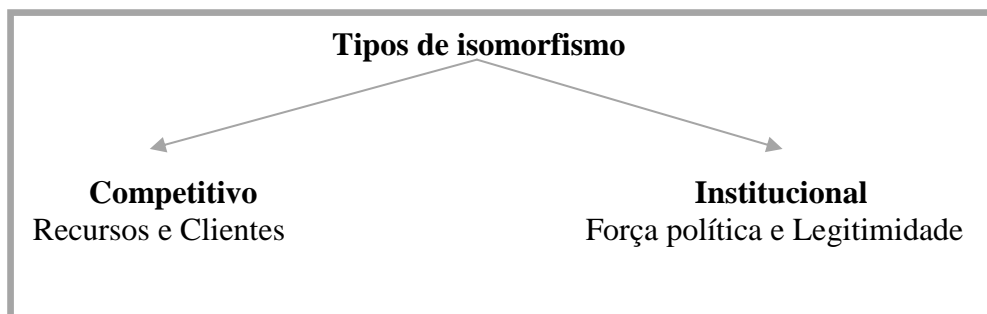 Tipos de isomorfismo
Competitivo
Recursos e Clientes
Institucional
Força política e Legitimidade